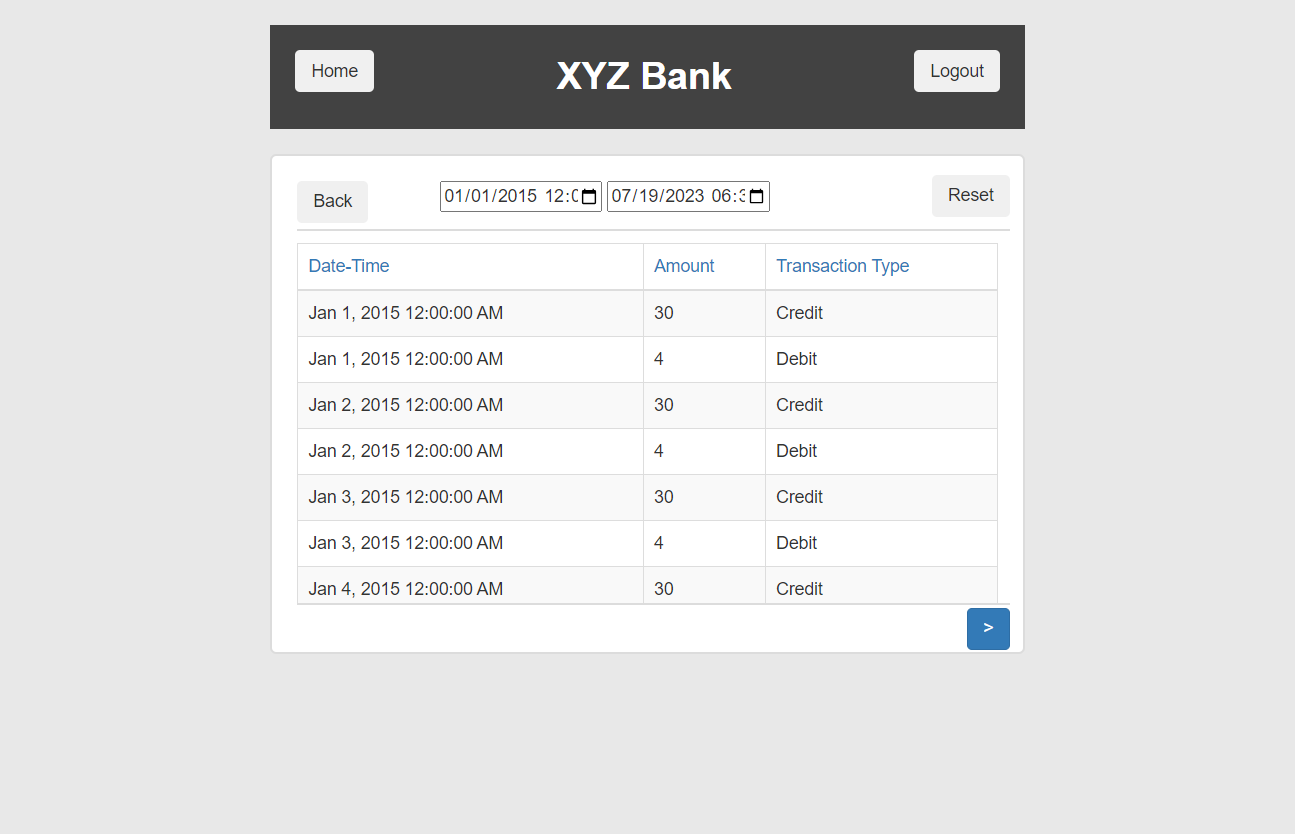 Home XYZ Bank Logout
Back 01/01/2015 12:0 07/19/2023 06:3 Reset
Date-Time Amount Transaction Type
Jan 1, 2015 12:00:00 AM 30 Credit
Jan 1, 2015 12:00:00 AM 4 Debit
Jan 2, 2015 12:00:00 AM 30 Credit
Jan 2, 2015 12:00:00 AM 4 Debit
Jan 3, 2015 12:00:00 AM 30 Credit
Jan 3, 2015 12:00:00 AM 4 Debit
Jan 4, 2015 12:00:00 AM 30 Credit
>